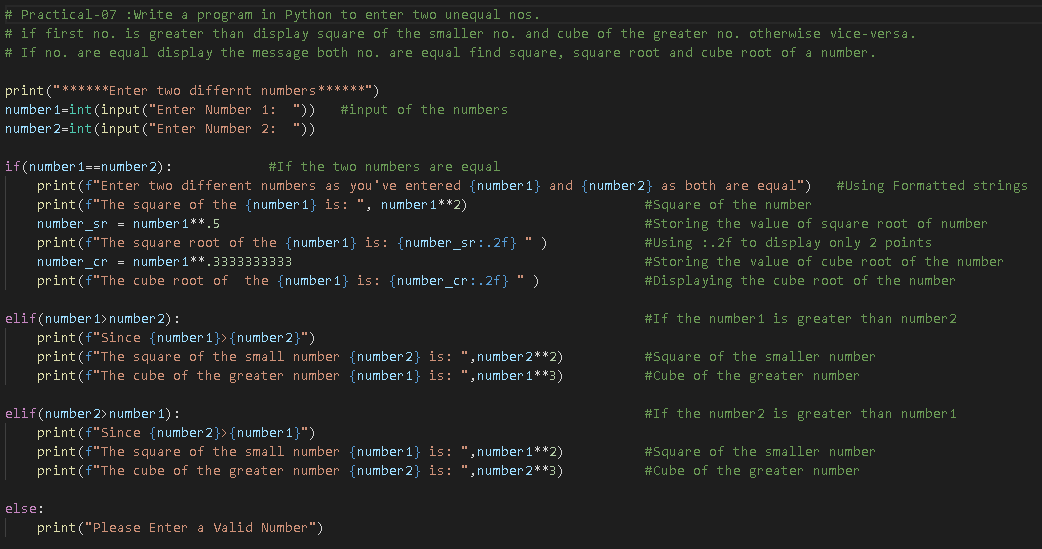 # Practical-07 :Write a program in Python to enter two unequal nos.
# if first no. is greater than display square of the smaller no. and cube of the greater no. otherwise vice-versa.
# If no. are equal display the message both no. are equal find square, square root and cube root of a number.
print("******Enter two differnt numbers******")
number1=int(input("Enter Number 1:  "))   #input of the numbers
number2=int(input("Enter Number 2:  "))
if(number1==number2):            #If the two numbers are equal
    print(f"Enter two different numbers as you've entered {number1} and {number2} as both are equal")   #Using Formatted strings
    print(f"The square of the {number1} is: ", number1**2)                      #Square of the number
    number_sr = number1**.5                                                     #Storing the value of square root of number
    print(f"The square root of the {number1} is: {number_sr:.2f} " )            #Using :.2f to display only 2 points
    number_cr = number1**.3333333333                                            #Storing the value of cube root of the number
    print(f"The cube root of  the {number1} is: {number_cr:.2f} " )             #Displaying the cube root of the number
elif(number1>number2):                                                          #If the number1 is greater than number2
    print(f"Since {number1}>{number2}")
    print(f"The square of the small number {number2} is: ",number2**2)          #Square of the smaller number
    print(f"The cube of the greater number {number1} is: ",number1**3)          #Cube of the greater number
elif(number2>number1):                                                          #If the number2 is greater than number1
    print(f"Since {number2}>{number1}")
    print(f"The square of the small number {number1} is: ",number1**2)          #Square of the smaller number
    print(f"The cube of the greater number {number2} is: ",number2**3)          #Cube of the greater number
else:
    print("Please Enter a Valid Number")